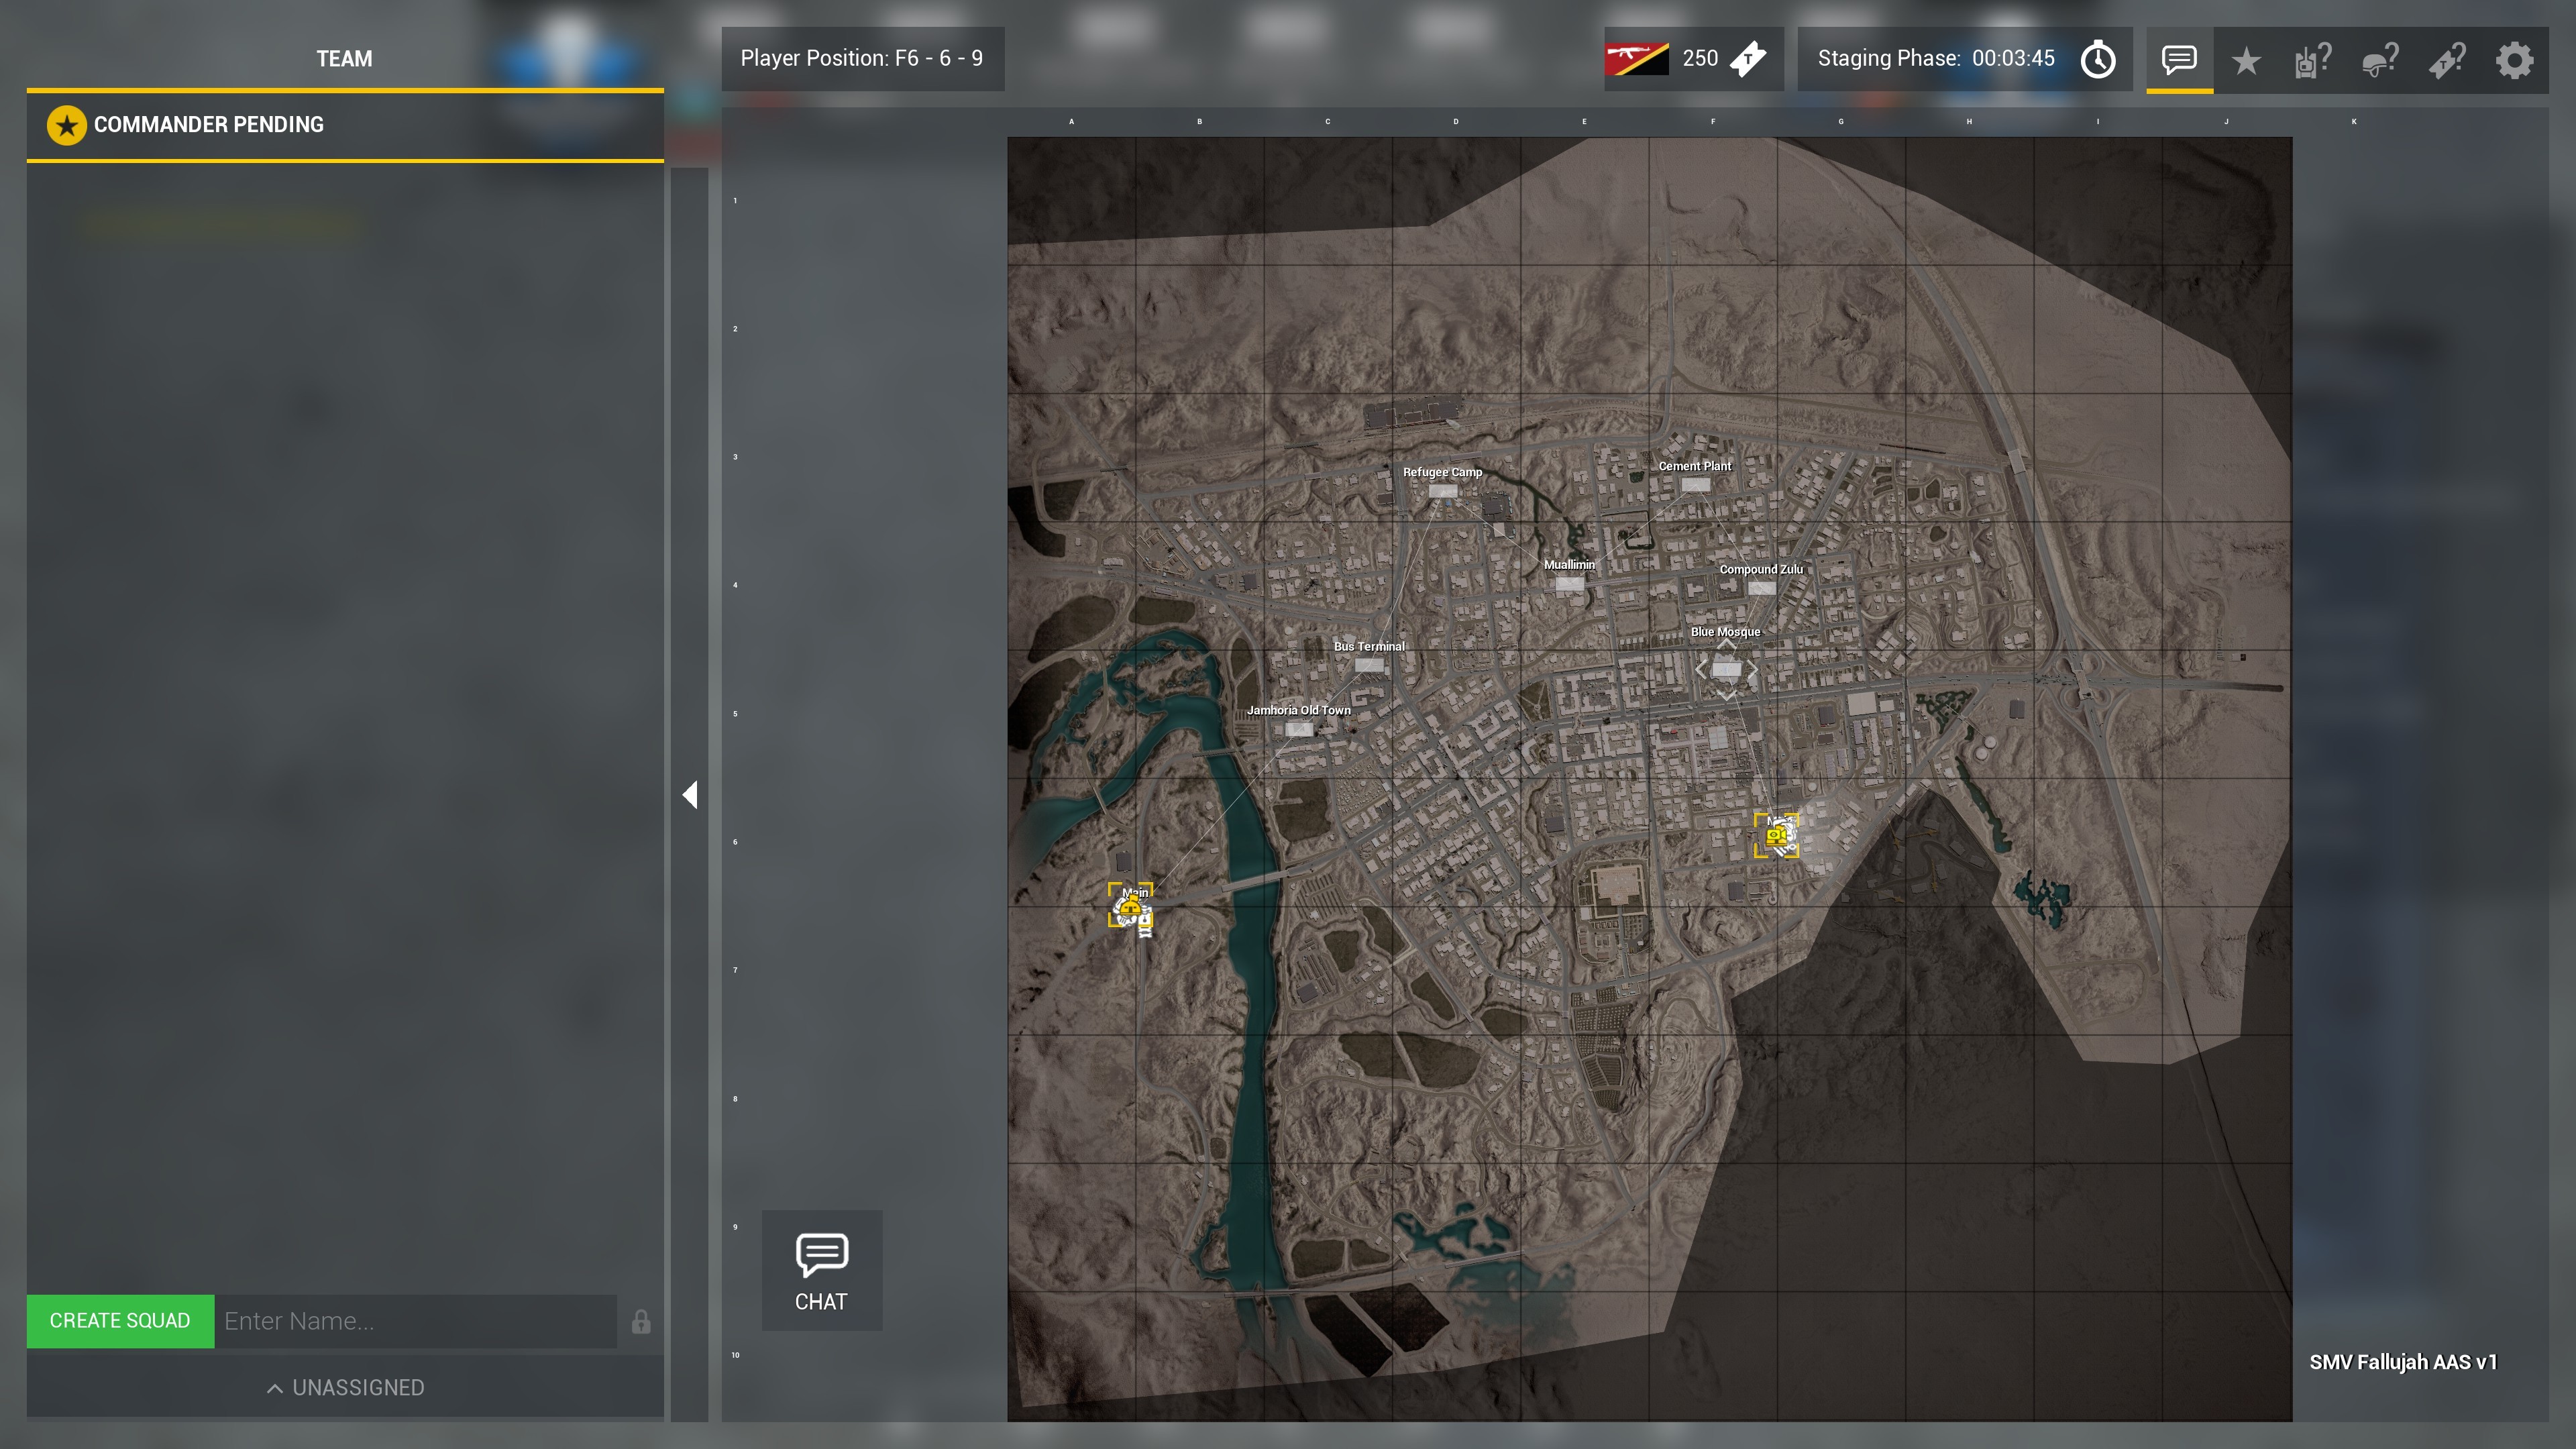 TEAM
Player Position: F6 - 6 - 9
250
T
Staging Phase: 00:03:45
COMMANDER PENDING
A B C D E F G H I J K
1
2
3
Refugee Camp
Cement Plant
4
Muallimin
Compound Zulu
Blue Mosque
Bus Terminal
Jamhoria Old Town
5
6
Main
7
8
9
10
CHAT
CREATE SQUAD
Enter Name...
UNASSIGNED
SMV Fallujah AAS v1